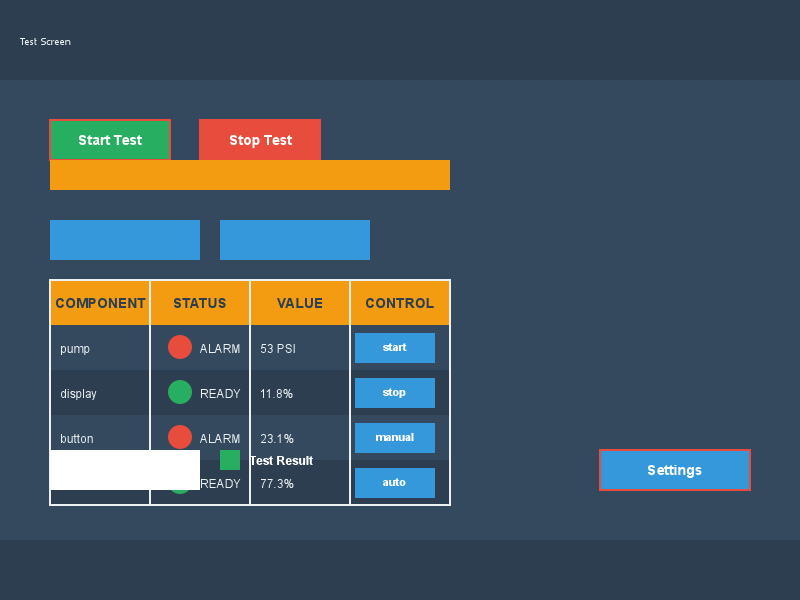 Test Screen
Start Test Stop Test
COMPONENT STATUS VALUE CONTROL
pump ALARM 53 PSI start
display READY 11.8% stop
button ALARM 23.1% manual
Test Result
READY 77.3% auto
Settings